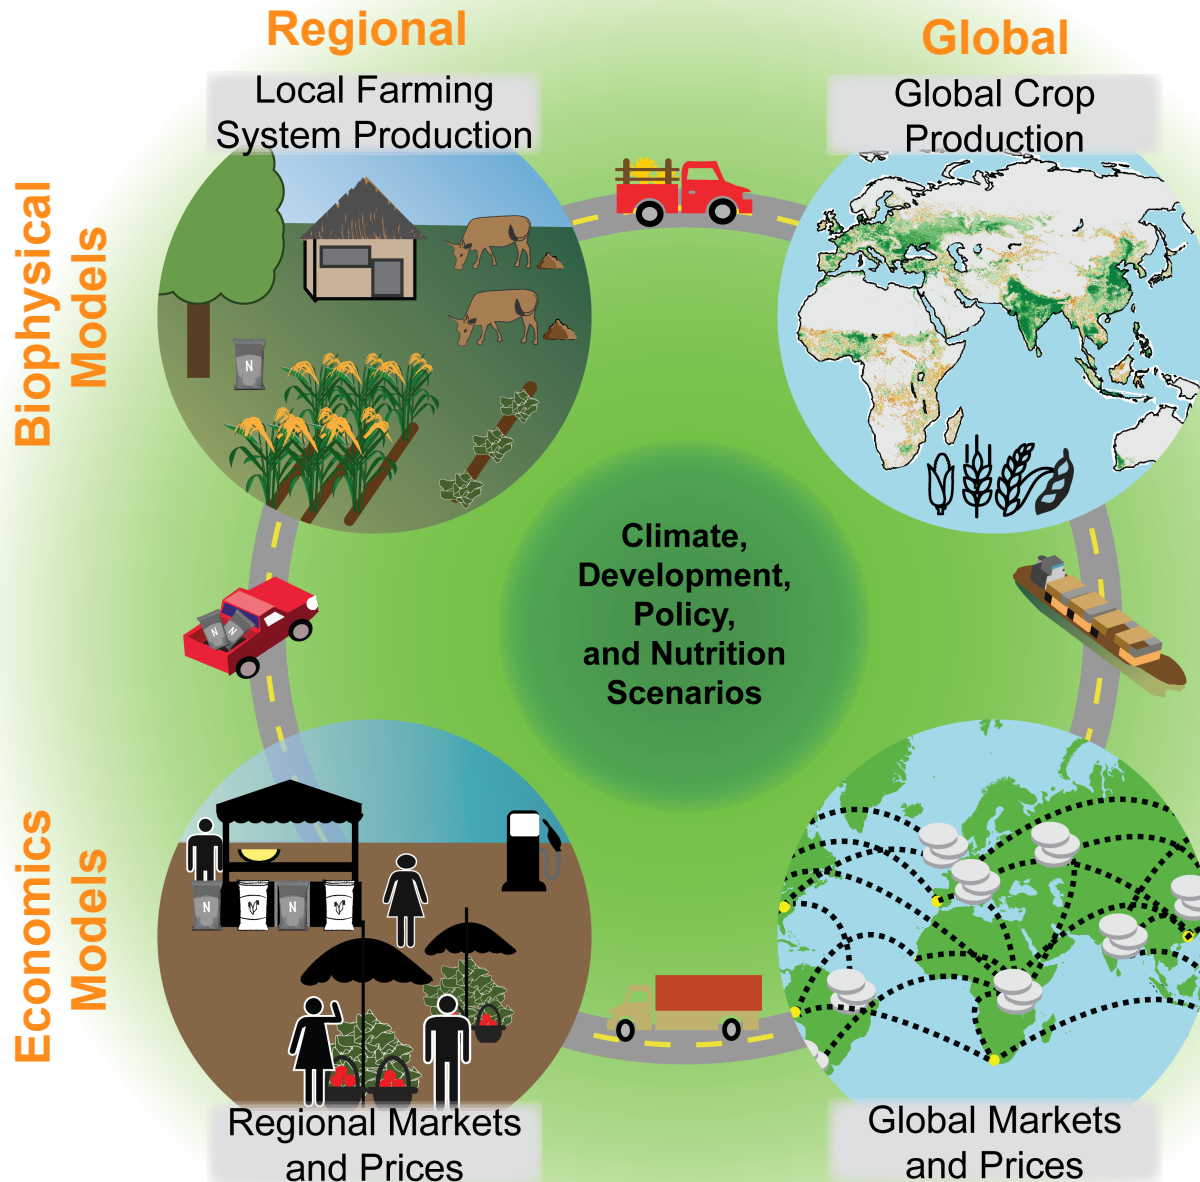 Regional
Global
Local Farming
System Production
Global Crop
Production
Biophysical
Models
N
Climate,
Development,
Policy,
and Nutrition
Scenarios
N N
Economics
Models
N
N
Regional Markets
and Prices
Global Markets
and Prices